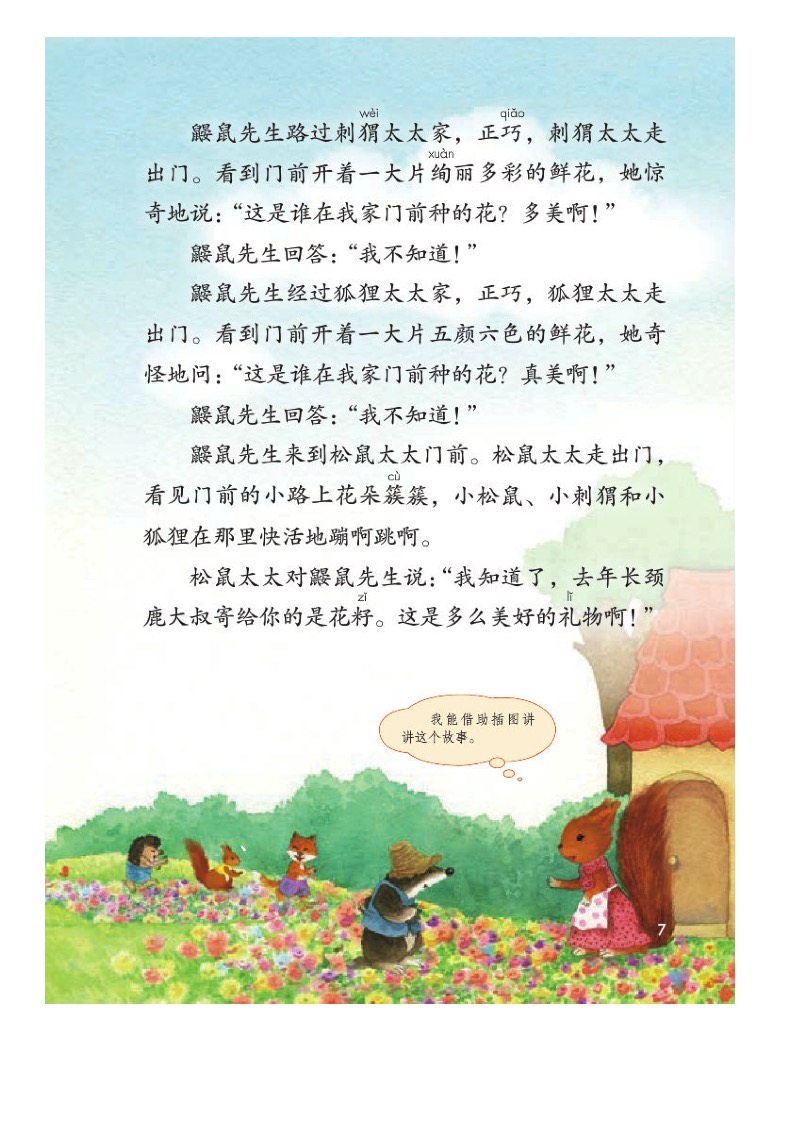 wèi qiǎo
鼹鼠先生路过刺猬太太家，正巧，刺猬太太走
xuàn
出门。看到门前开着一大片绚丽多彩的鲜花，她惊
奇地说：“这是谁在我家门前种的花？多美啊！”
鼹鼠先生回答：“我不知道！”
鼹鼠先生经过狐狸太太家，正巧，狐狸太太走
出门。看到门前开着一大片五颜六色的鲜花，她奇
怪地问：“这是谁在我家门前种的花？真美啊！”
鼹鼠先生回答：“我不知道！”
鼹鼠先生来到松鼠太太门前。松鼠太太走出门，
cù
看见门前的小路上花朵簇簇，小松鼠、小刺猬和小
狐狸在那里快活地蹦啊跳啊。
松鼠太太对鼹鼠先生说：“我知道了，去年长颈
zǐ lǐ
鹿大叔寄给你的是花籽。这是多么美好的礼物啊！”
我能借助插图讲
讲这个故事。
7